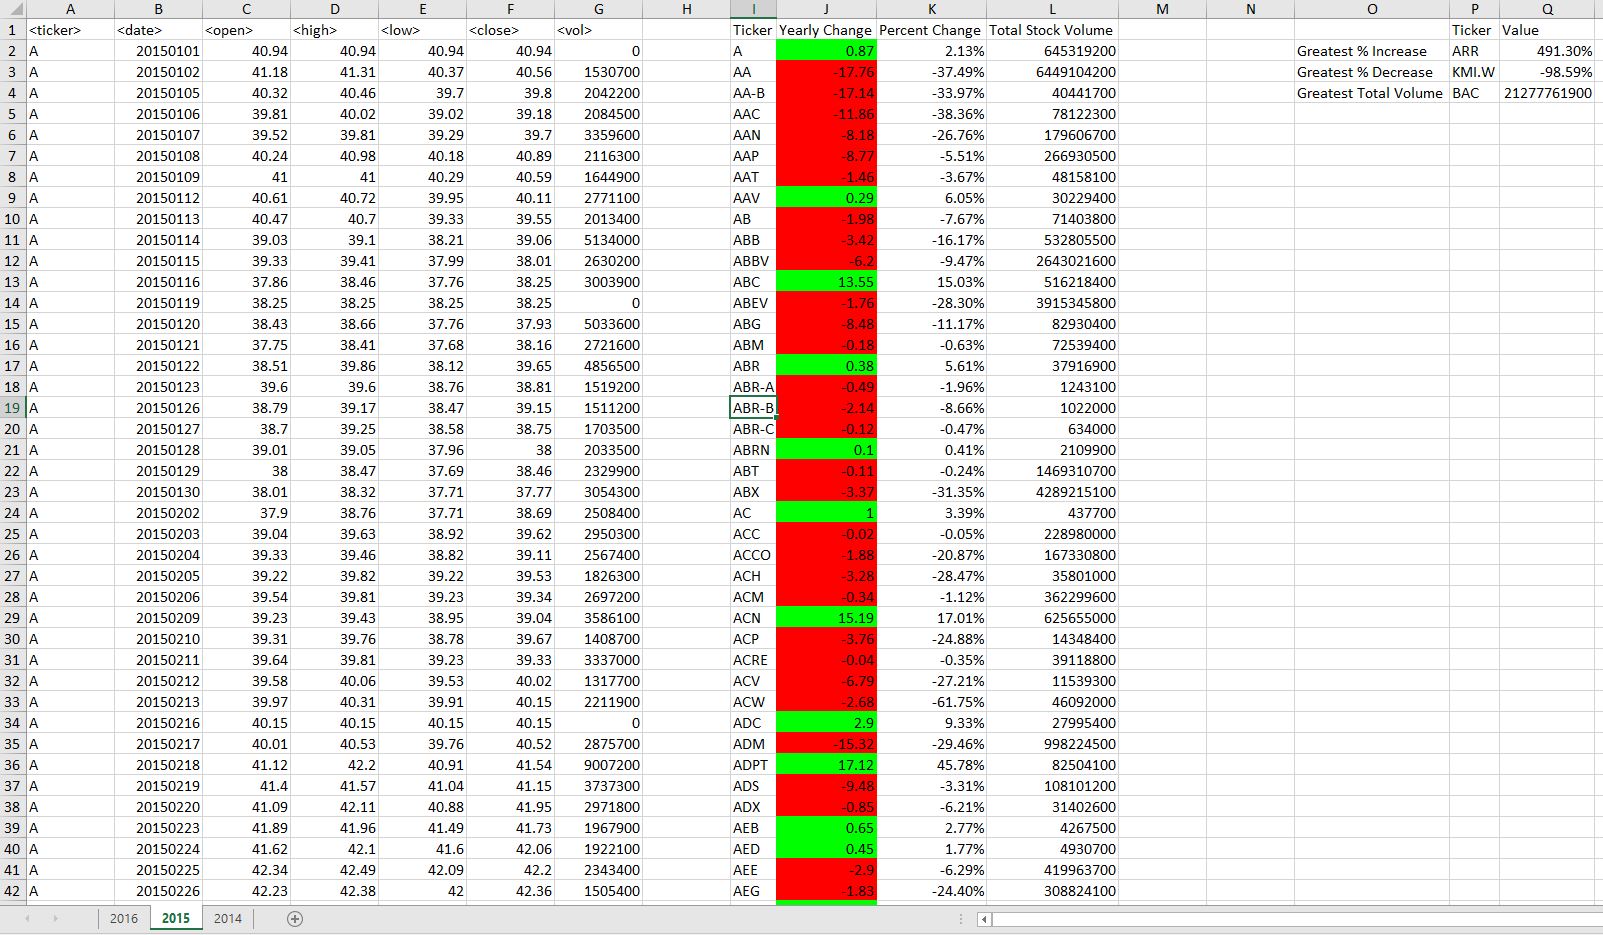 A B C D E F G H I J K L M N O P Q
1 <ticker> <date> <open> <high> <low> <close> <vol> Ticker Yearly Change Percent Change Total Stock Volume Ticker Value
2 A 20150101 40.94 40.94 40.94 40.94 0 A 0.87 2.13% 645319200 Greatest % Increase ARR 491.30%
3 A 20150102 41.18 41.31 40.37 40.56 1530700 AA -17.76 -37.49% 6449104200 Greatest % Decrease KMI.W -98.59%
4 A 20150105 40.32 40.46 39.7 39.8 2042200 AA-B -17.14 -33.97% 40441700 Greatest Total Volume BAC 21277761900
5 A 20150106 39.81 40.02 39.02 39.18 2084500 AAC -11.86 -38.36% 78122300
6 A 20150107 39.52 39.81 39.29 39.7 3359600 AAN -8.18 -26.76% 179606700
7 A 20150108 40.24 40.98 40.18 40.89 2116300 AAP -8.77 -5.51% 266930500
8 A 20150109 41 41 40.29 40.59 1644900 AAT -1.46 -3.67% 48158100
9 A 20150112 40.61 40.72 39.95 40.11 2771100 AAV 0.29 6.05% 30229400
10 A 20150113 40.47 40.7 39.33 39.55 2013400 AB -1.98 -7.67% 71403800
11 A 20150114 39.03 39.1 38.21 39.06 5134000 ABB -3.42 -16.17% 532805500
12 A 20150115 39.33 39.41 37.99 38.01 2630200 ABBV -6.2 -9.47% 2643021600
13 A 20150116 37.86 38.46 37.76 38.25 3003900 ABC 13.55 15.03% 516218400
14 A 20150119 38.25 38.25 38.25 38.25 0 ABEV -1.76 -28.30% 3915345800
15 A 20150120 38.43 38.66 37.76 37.93 5033600 ABG -8.48 -11.17% 82930400
16 A 20150121 37.75 38.41 37.68 38.16 2721600 ABM -0.18 -0.63% 72539400
17 A 20150122 38.51 39.86 38.12 39.65 4856500 ABR 0.38 5.61% 37916900
18 A 20150123 39.6 39.6 38.76 38.81 1519200 ABR-A -0.49 -1.96% 1243100
19 A 20150126 38.79 39.17 38.47 39.15 1511200 ABR-B -2.14 -8.66% 1022000
20 A 20150127 38.7 39.25 38.58 38.75 1703500 ABR-C -0.12 -0.47% 634000
21 A 20150128 39.01 39.05 37.96 38 2033500 ABRN 0.1 0.41% 2109900
22 A 20150129 38 38.47 37.69 38.46 2329900 ABT -0.11 -0.24% 1469310700
23 A 20150130 38.01 38.32 37.71 37.77 3054300 ABX -3.37 -31.35% 4289215100
24 A 20150202 37.9 38.76 37.71 38.69 2508400 AC 1 3.39% 437700
25 A 20150203 39.04 39.63 38.92 39.62 2950300 ACC -0.02 -0.05% 228980000
26 A 20150204 39.33 39.46 38.82 39.11 2567400 ACCO -1.88 -20.87% 167330800
27 A 20150205 39.22 39.82 39.22 39.53 1826300 ACH -3.28 -28.47% 35801000
28 A 20150206 39.54 39.81 39.23 39.34 2697200 ACM -0.34 -1.12% 362299600
29 A 20150209 39.23 39.43 38.95 39.04 3586100 ACN 15.19 17.01% 625655000
30 A 20150210 39.31 39.76 38.78 39.67 1408700 ACP -3.76 -24.88% 14348400
31 A 20150211 39.64 39.81 39.23 39.33 3337000 ACRE -0.04 -0.35% 39118800
32 A 20150212 39.58 40.06 39.53 40.02 1317700 ACV -6.79 -27.21% 11539300
33 A 20150213 39.97 40.31 39.91 40.15 2211900 ACW -2.68 -61.75% 46092000
34 A 20150216 40.15 40.15 40.15 40.15 0 ADC 2.9 9.33% 27995400
35 A 20150217 40.01 40.53 39.76 40.52 2875700 ADM -15.32 -29.46% 998224500
36 A 20150218 41.12 42.2 40.91 41.54 9007200 ADPT 17.12 45.78% 82504100
37 A 20150219 41.4 41.57 41.04 41.15 3737300 ADS -9.48 -3.31% 108101200
38 A 20150220 41.09 42.11 40.88 41.95 2971800 ADX -0.85 -6.21% 31402600
39 A 20150223 41.89 41.96 41.49 41.73 1967900 AEB 0.65 2.77% 4267500
40 A 20150224 41.62 42.1 41.6 42.06 1922100 AED 0.45 1.77% 4930700
41 A 20150225 42.34 42.49 42.09 42.2 2343400 AEE -2.9 -6.29% 419963700
42 A 20150226 42.23 42.38 42 42.36 1505400 AEG -1.83 -24.40% 308824100
2016 2015 2014